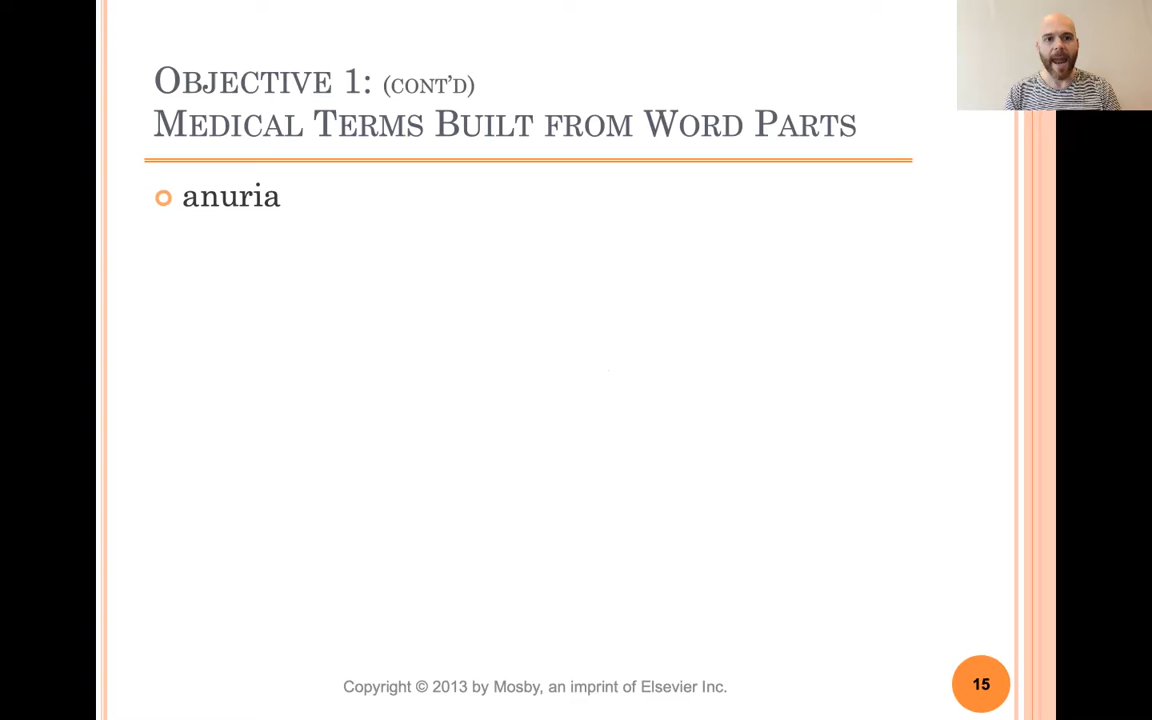 OBJECTIVE 1: (CONT'D)
MEDICAL TERMS BUILT FROM WORD PARTS
anuria
Copyright © 2013 by Mosby, an imprint of Elsevier Inc.
15